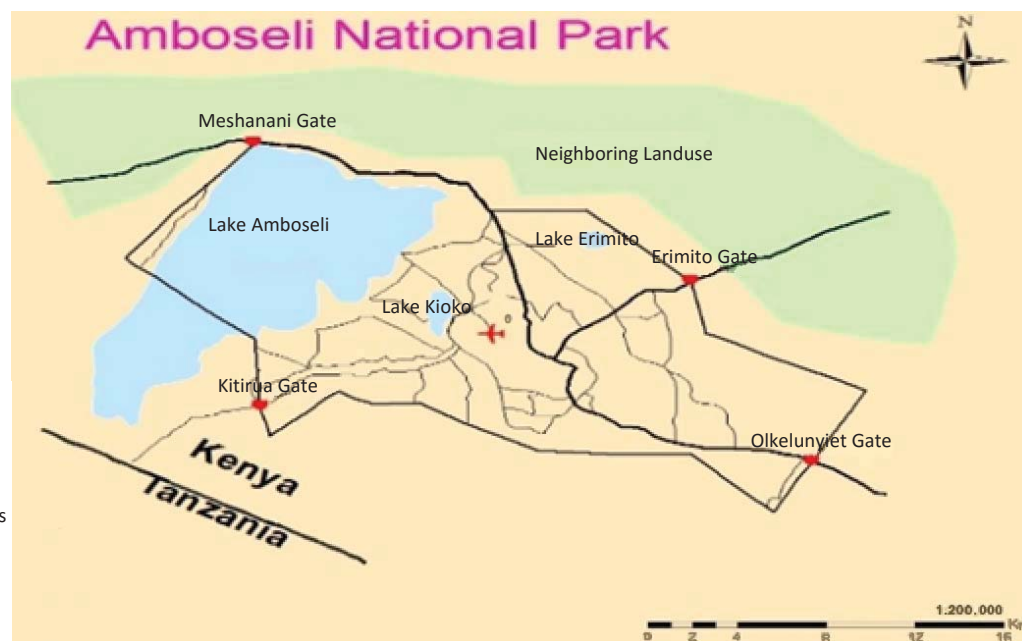 Amboseli National Park
N
Meshanani Gate
Neighboring Landuse
Lake Amboseli
Lake Erimito
Erimito Gate
Lake Kioko
Kitirua Gate
Olkelunyiet Gate
Kenya
Tanzania
s
1:200,000
0 2 4 8 12 16